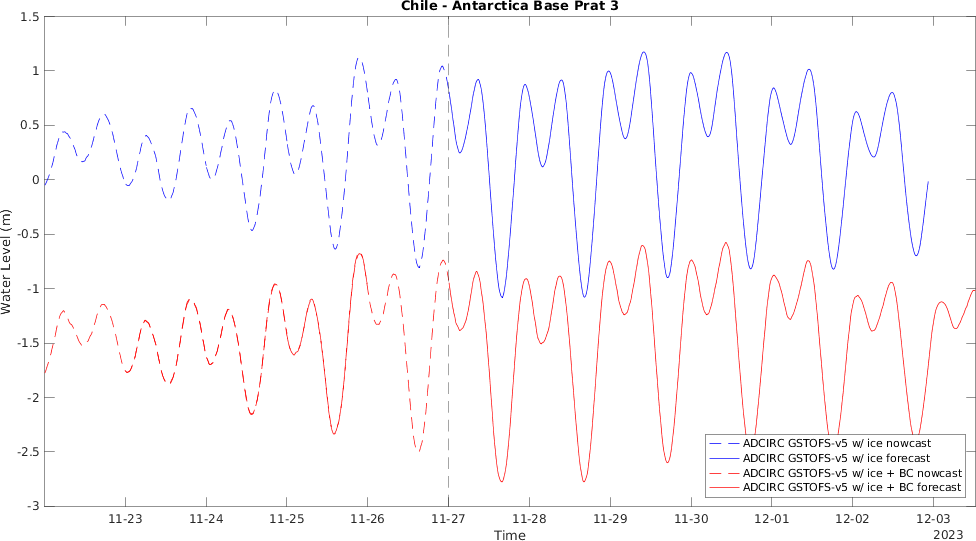 Chile - Antarctica Base Prat 3
1.5
1
0.5
0
-0.5
-1
-1.5
-2
-2.5
-3
Water Level (m)
ADCIRC GSTOFS-v5 w/ ice nowcast
ADCIRC GSTOFS-v5 w/ ice forecast
ADCIRC GSTOFS-v5 w/ ice + BC nowcast
ADCIRC GSTOFS-v5 w/ ice + BC forecast
11-23 11-24 11-25 11-26 11-27 11-28 11-29 11-30 12-01 12-02 12-03
Time
2023